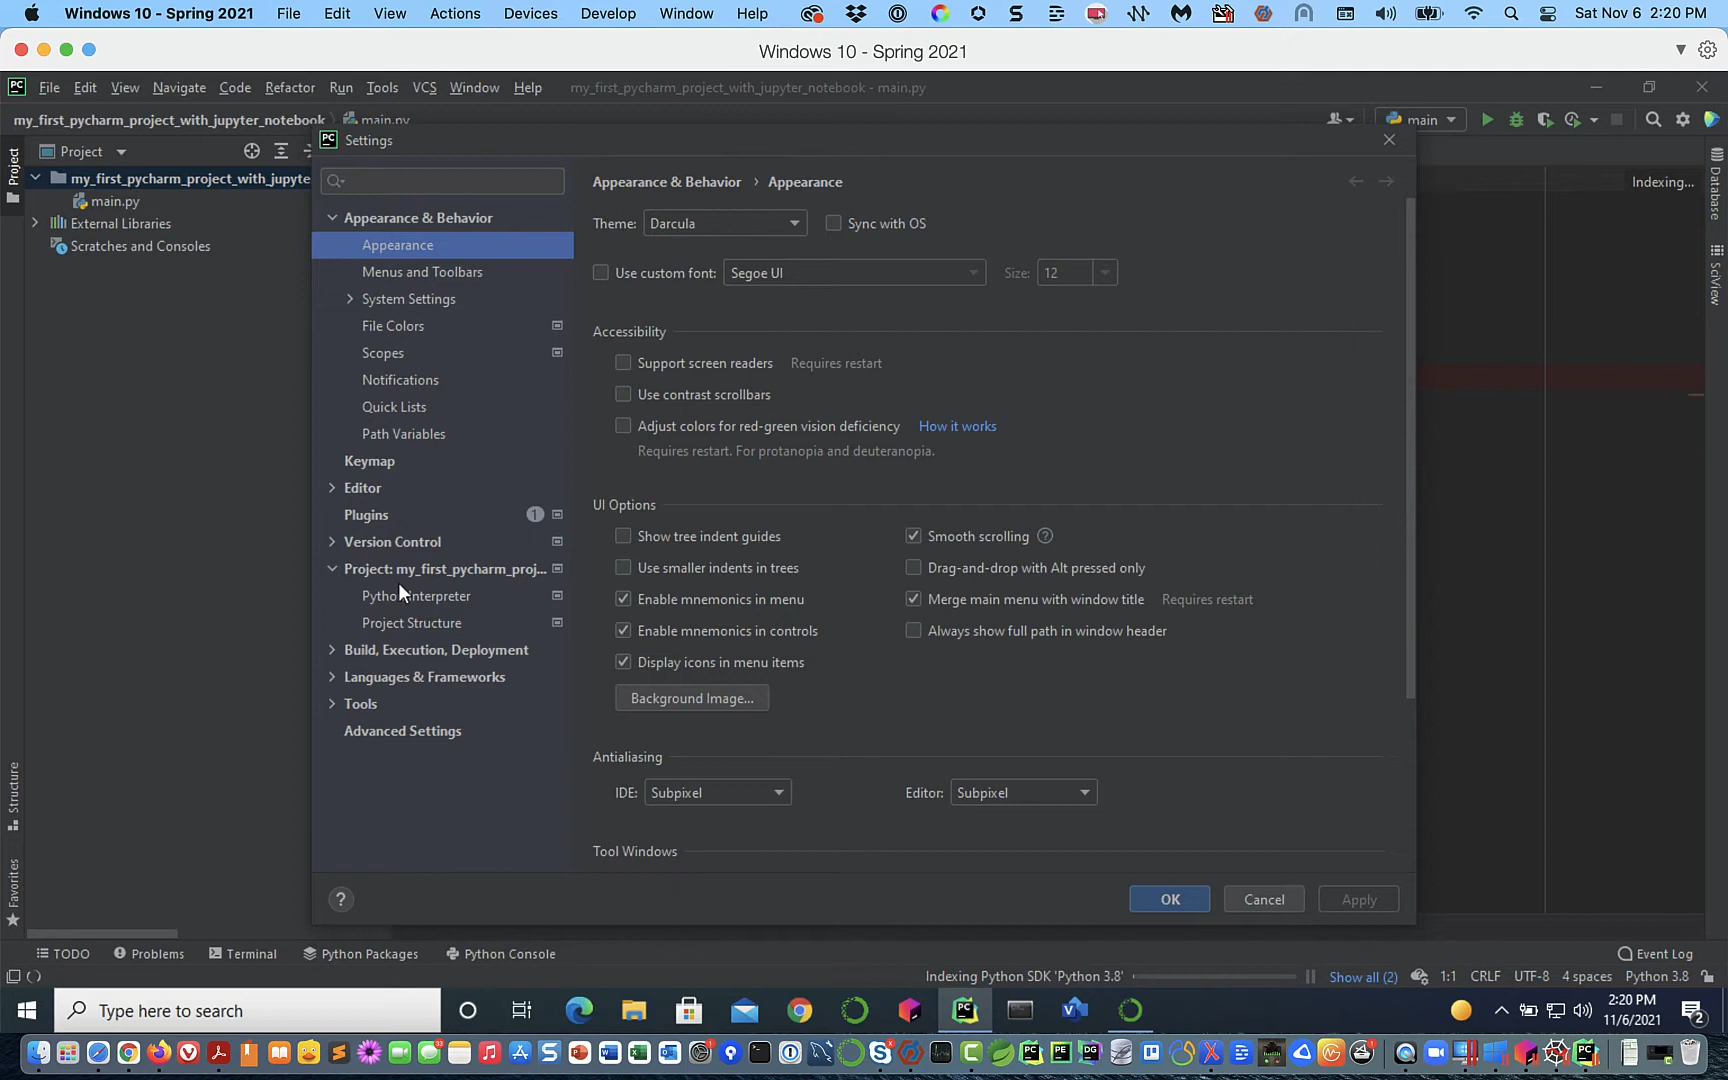 Windows 10 - Spring 2021 File Edit View Actions Devices Develop Window Help Sat Nov 6 2:20 PM
Windows 10 - Spring 2021
PC File Edit View Navigate Code Refactor Run Tools VCS Window Help my_first_pycharm_project_with_jupyter_notebook - main.py
my_first_pycharm_project_with_jupyter_notebook main.py main
PC Settings
Project
Project
my_first_pycharm_project_with_jupyte
main.py
External Libraries
Scratches and Consoles
Appearance & Behavior
Appearance
Menus and Toolbars
System Settings
File Colors
Scopes
Notifications
Quick Lists
Path Variables
Keymap
Editor
Plugins 1
Version Control
Project: my_first_pycharm_proj...
Python Interpreter
Project Structure
Build, Execution, Deployment
Languages & Frameworks
Tools
Advanced Settings
Appearance & Behavior › Appearance
Theme: Darcula Sync with OS
Use custom font: Segoe UI Size: 12
Accessibility
Support screen readers Requires restart
Use contrast scrollbars
Adjust colors for red-green vision deficiency How it works
Requires restart. For protanopia and deuteranopia.
UI Options
Show tree indent guides Smooth scrolling ?
Use smaller indents in trees Drag-and-drop with Alt pressed only
Enable mnemonics in menu Merge main menu with window title Requires restart
Enable mnemonics in controls Always show full path in window header
Display icons in menu items
Background Image...
Antialiasing
IDE: Subpixel Editor: Subpixel
Tool Windows
? OK Cancel Apply
Indexing...
Database
SciView
Structure
Favorites
TODO Problems Terminal Python Packages Python Console Event Log
Indexing Python SDK 'Python 3.8' Show all (2) 1:1 CRLF UTF-8 4 spaces Python 3.8
Type here to search
2:20 PM
11/6/2021
2
33